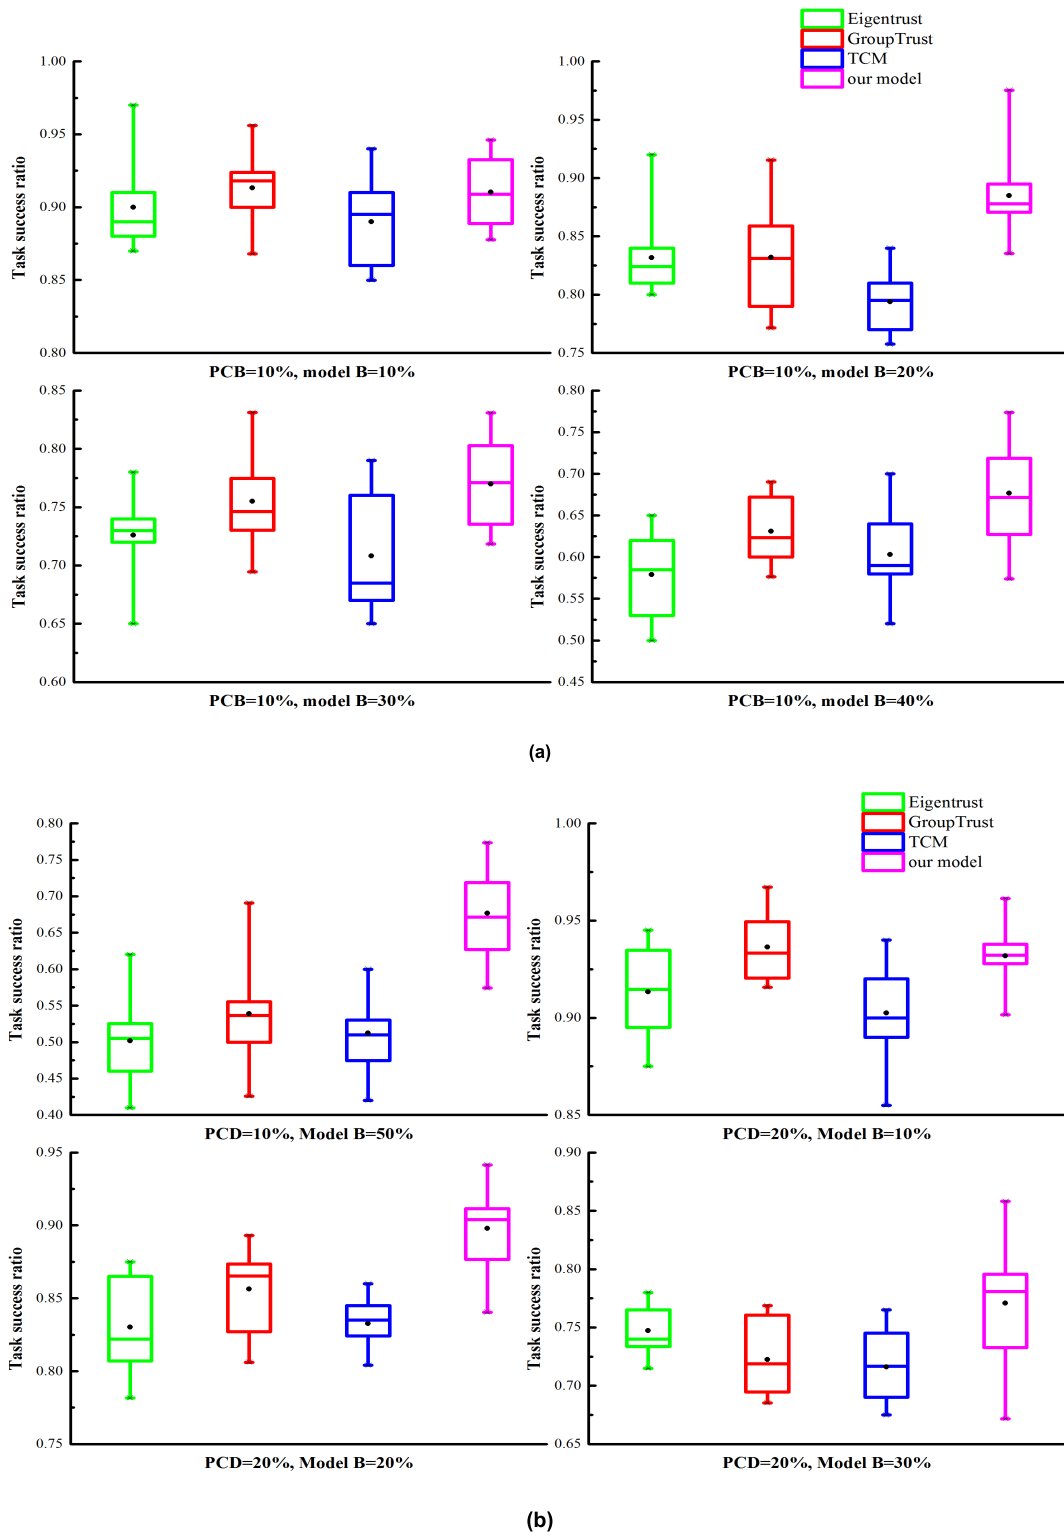 Eigentrust
GroupTrust
TCM
our model
1.00
0.95
0.90
0.85
0.80
Task success ratio
PCB=10%, model B=10%
1.00
0.95
0.90
0.85
0.80
0.75
Task success ratio
PCB=10%, model B=20%
0.85
0.80
0.75
0.70
0.65
0.60
Task success ratio
PCB=10%, model B=30%
0.80
0.70
0.65
0.60
0.55
0.50
0.45
Task success ratio
PCB=10%, model B=40%
(a)
Eigentrust
GroupTrust
TCM
our model
0.80
0.75
0.70
0.65
0.60
0.55
0.50
0.45
0.40
Task success ratio
PCD=10%, Model B=50%
1.00
0.95
0.90
0.85
Task success ratio
PCD=20%, Model B=10%
0.95
0.90
0.85
0.80
0.75
Task success ratio
PCD=20%, Model B=20%
0.90
0.85
0.80
0.75
0.70
0.65
Task success ratio
PCD=20%, Model B=30%
(b)